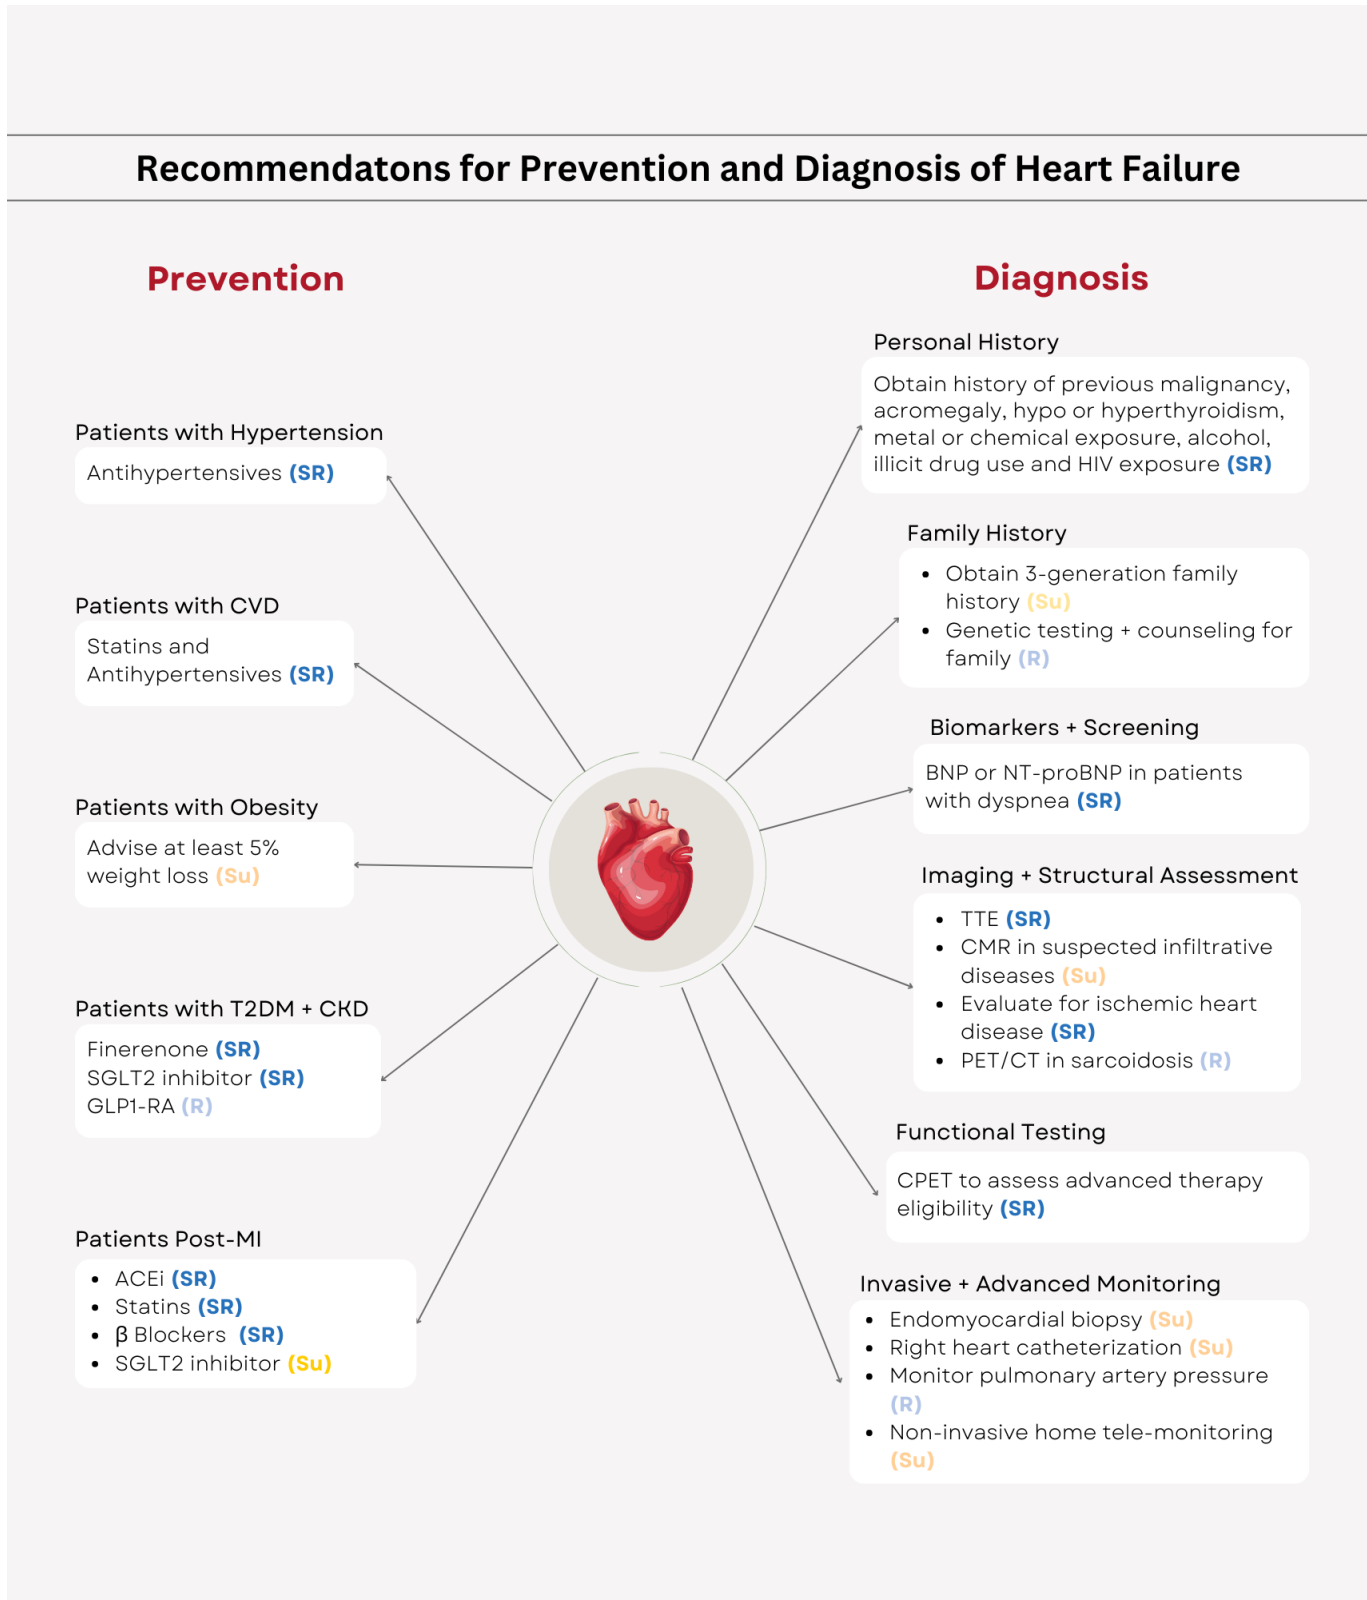 Recommendatons for Prevention and Diagnosis of Heart Failure
Prevention
Patients with Hypertension
Antihypertensives (SR)
Patients with CVD
Statins and
Antihypertensives (SR)
Patients with Obesity
Advise at least 5%
weight loss (Su)
Patients with T2DM + CKD
Finerenone (SR)
SGLT2 inhibitor (SR)
GLP1-RA (R)
Patients Post-MI
• ACEi (SR)
• Statins (SR)
• β Blockers (SR)
• SGLT2 inhibitor (Su)
Diagnosis
Personal History
Obtain history of previous malignancy,
acromegaly, hypo or hyperthyroidism,
metal or chemical exposure, alcohol,
illicit drug use and HIV exposure (SR)
Family History
• Obtain 3-generation family
history (Su)
• Genetic testing + counseling for
family (R)
Biomarkers + Screening
BNP or NT-proBNP in patients
with dyspnea (SR)
Imaging + Structural Assessment
• TTE (SR)
• CMR in suspected infiltrative
diseases (Su)
• Evaluate for ischemic heart
disease (SR)
• PET/CT in sarcoidosis (R)
Functional Testing
CPET to assess advanced therapy
eligibility (SR)
Invasive + Advanced Monitoring
• Endomyocardial biopsy (Su)
• Right heart catheterization (Su)
• Monitor pulmonary artery pressure
(R)
• Non-invasive home tele-monitoring
(Su)